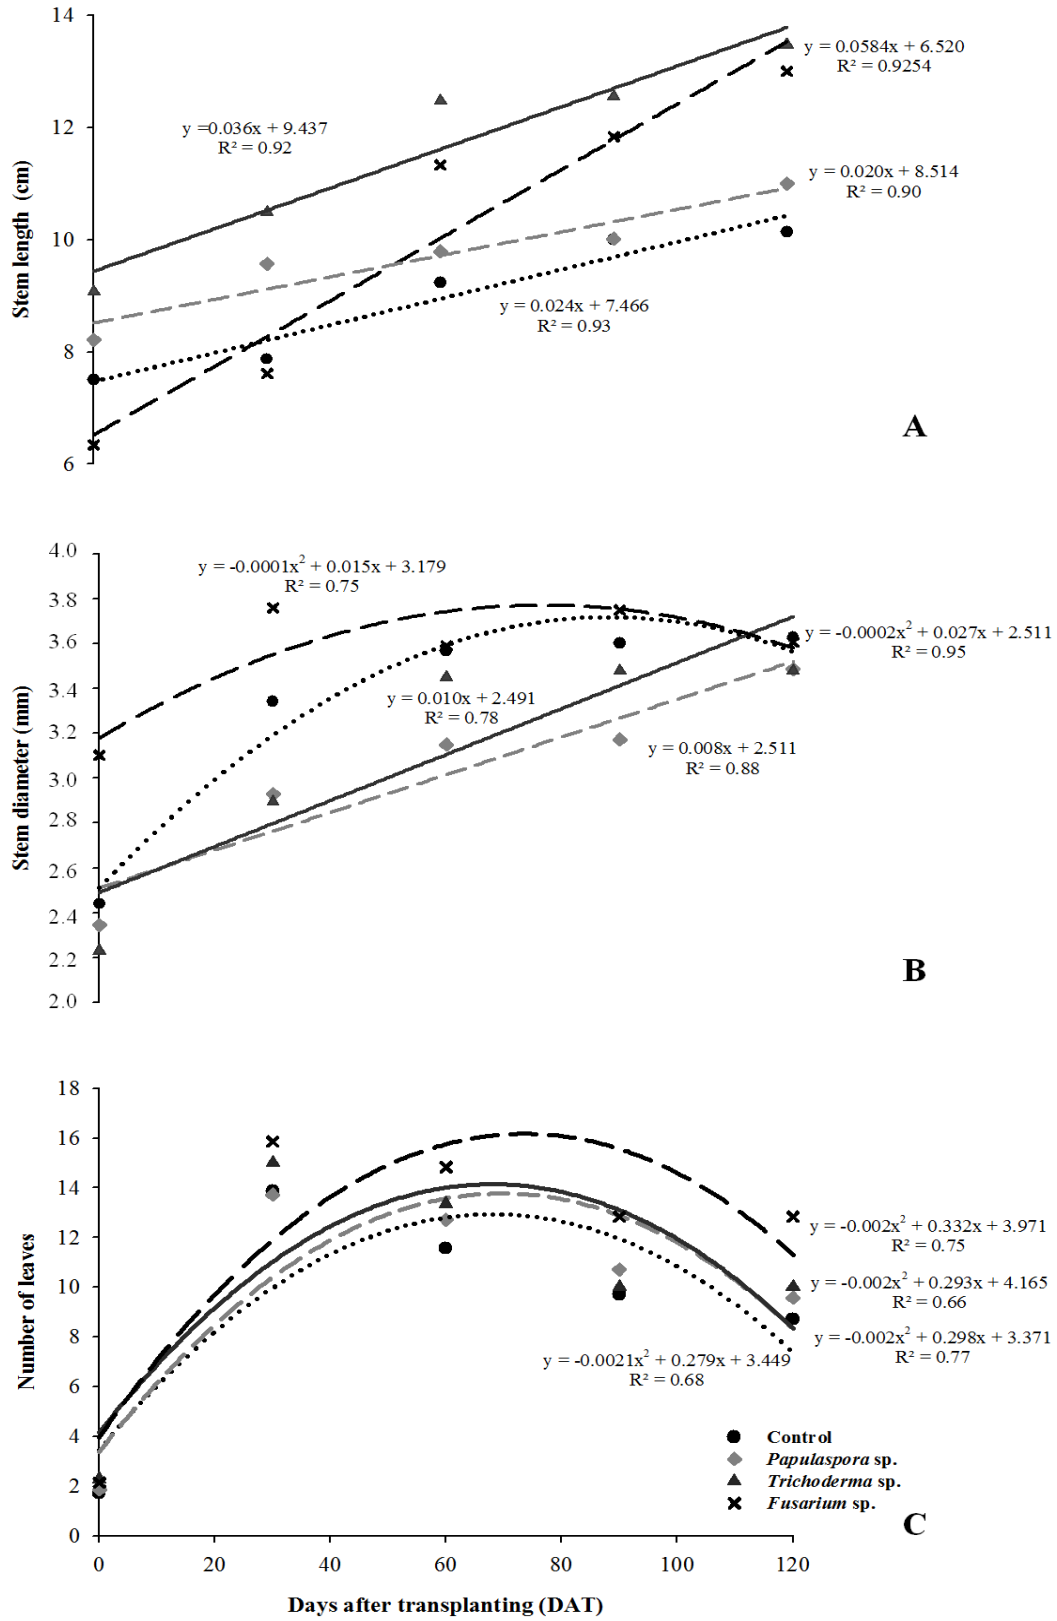 14
12
10
8
6
Stem length (cm)
y = 0.0584x + 6.520
R² = 0.9254
y =0.036x + 9.437
R² = 0.92
y = 0.020x + 8.514
R² = 0.90
y = 0.024x + 7.466
R² = 0.93
A
4.0
3.8
3.6
3.4
3.2
3.0
2.8
2.6
2.4
2.2
2.0
Stem diameter (mm)
y = -0.0001x² + 0.015x + 3.179
R² = 0.75
y = -0.0002x² + 0.027x + 2.511
R² = 0.95
y = 0.010x + 2.491
R² = 0.78
y = 0.008x + 2.511
R² = 0.88
B
18
16
14
12
10
8
6
4
2
0
Number of leaves
y = -0.002x² + 0.332x + 3.971
R² = 0.75
y = -0.002x² + 0.293x + 4.165
R² = 0.66
y = -0.002x² + 0.298x + 3.371
R² = 0.77
y = -0.0021x² + 0.279x + 3.449
R² = 0.68
Control
Papulaspora sp.
Trichoderma sp.
Fusarium sp.
C
0 20 40 60 80 100 120
Days after transplanting (DAT)